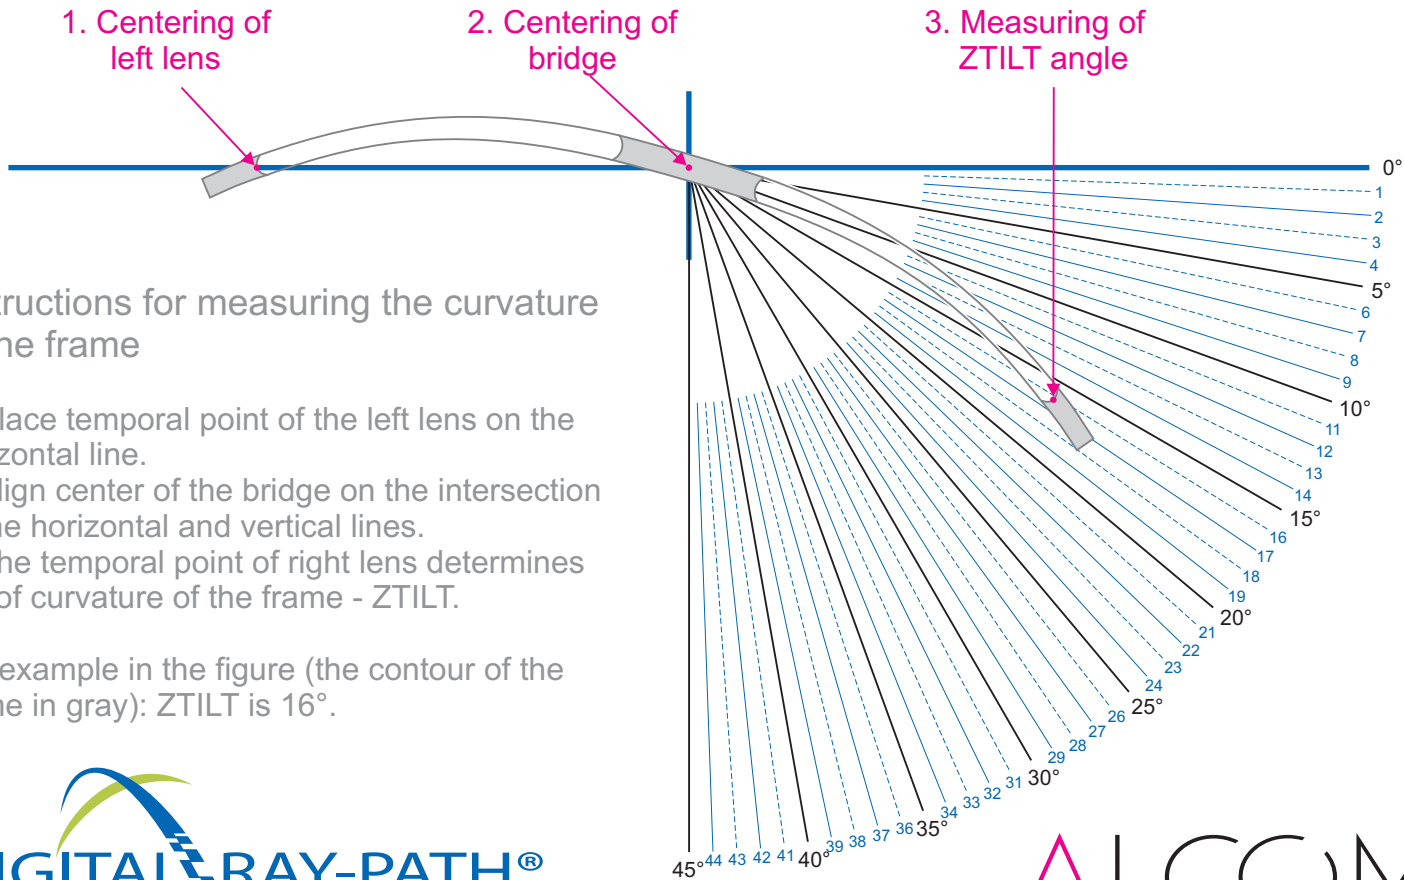 1. Centering of
left lens
2. Centering of
bridge
3. Measuring of
ZTILT angle
0°
1
2
3
4
5°
6
7
8
9
10°
11
12
13
14
15°
16
17
18
19
20°
21
22
23
24
25°
26
27
28
29
30°
31
32
33
34
35°
36
37
38
39
40°
41
42
43
44
45°
tructions for measuring the curvature
he frame
lace temporal point of the left lens on the
zontal line.
lign center of the bridge on the intersection
ne horizontal and vertical lines.
he temporal point of right lens determines
of curvature of the frame - ZTILT.
example in the figure (the contour of the
ne in gray): ZTILT is 16°.
IGITAL RAY-PATH®
ALCOM